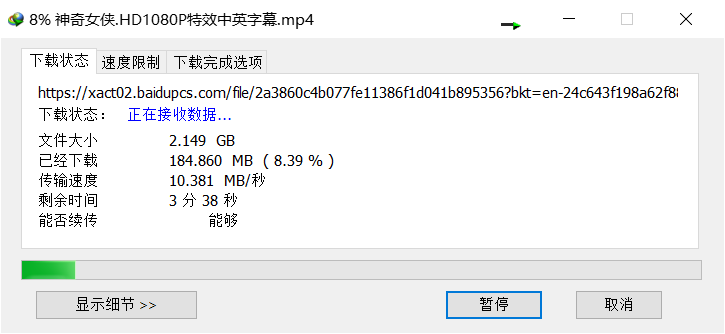 8% 神奇女侠.HD1080P特效中英字幕.mp4
下载状态 速度限制 下载完成选项
https://xact02.baidupcs.com/file/2a3860c4b077fe11386f1d041b895356?bkt=en-24c643f198a62f88
下载状态： 正在接收数据...
文件大小 2.149 GB
已经下载 184.860 MB ( 8.39 % )
传输速度 10.381 MB/秒
剩余时间 3 分 38 秒
能否续传 能够
显示细节 >> 暂停 取消